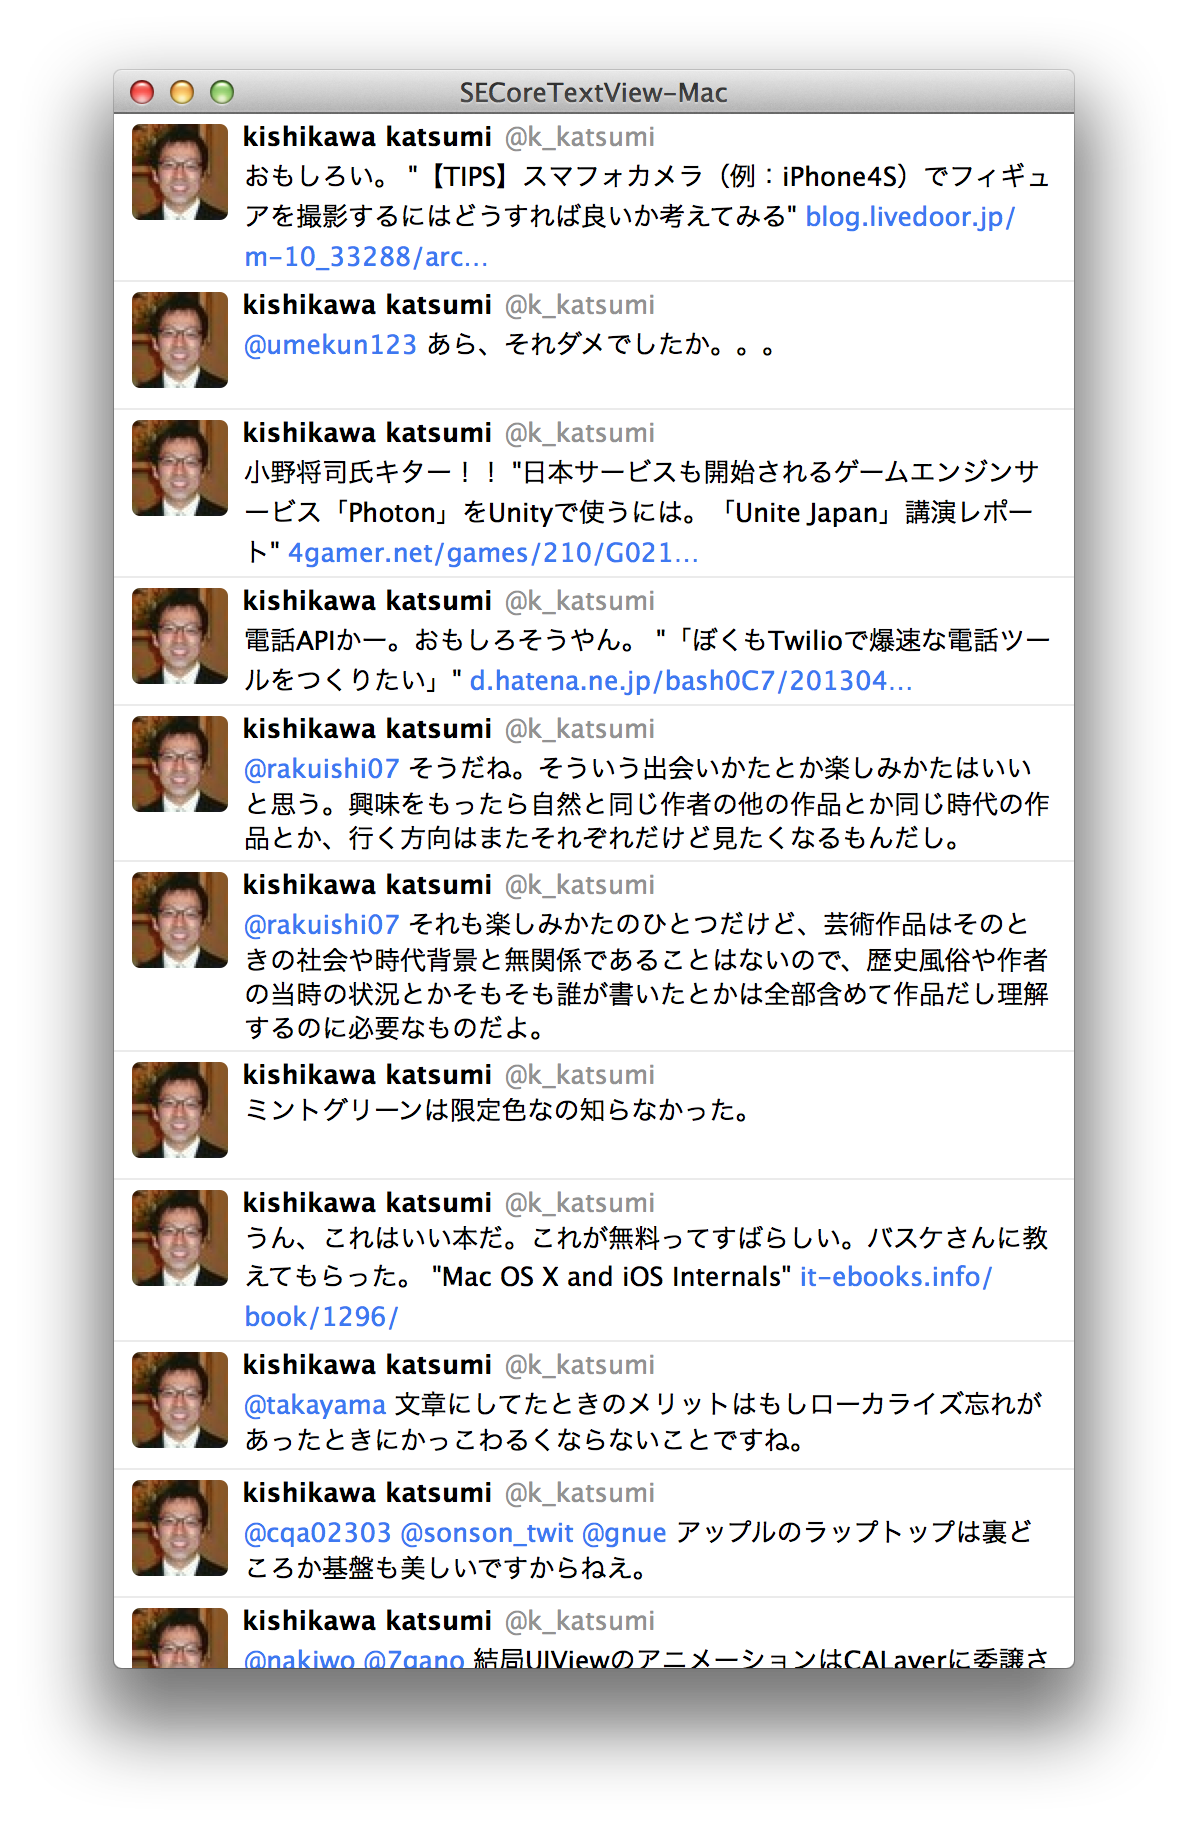 SECoreTextView-Mac
kishikawa katsumi @k_katsumi
おもしろい。 "【TIPS】スマフォカメラ（例：iPhone4S）でフィギュ
アを撮影するにはどうすれば良いか考えてみる" blog.livedoor.jp/
m-10_33288/arc…
kishikawa katsumi @k_katsumi
@umekun123 あら、それダメでしたか。。。
kishikawa katsumi @k_katsumi
小野将司氏キター！！ "日本サービスも開始されるゲームエンジンサ
ービス「Photon」をUnityで使うには。「Unite Japan」講演レポー
ト" 4gamer.net/games/210/G021…
kishikawa katsumi @k_katsumi
電話APIかー。おもしろそうやん。 "「ぼくもTwilioで爆速な電話ツー
ルをつくりたい」" d.hatena.ne.jp/bash0C7/201304…
kishikawa katsumi @k_katsumi
@rakuishi07 そうだね。そういう出会いかたとか楽しみかたはいい
と思う。興味をもったら自然と同じ作者の他の作品とか同じ時代の作
品とか、行く方向はまたそれぞれだけど見たくなるもんだし。
kishikawa katsumi @k_katsumi
@rakuishi07 それも楽しみかたのひとつだけど、芸術作品はそのと
きの社会や時代背景と無関係であることはないので、歴史風俗や作者
の当時の状況とかそもそも誰が書いたとかは全部含めて作品だし理解
するのに必要なものだよ。
kishikawa katsumi @k_katsumi
ミントグリーンは限定色なの知らなかった。
kishikawa katsumi @k_katsumi
うん、これはいい本だ。これが無料ってすばらしい。バスケさんに教
えてもらった。 "Mac OS X and iOS Internals" it-ebooks.info/
book/1296/
kishikawa katsumi @k_katsumi
@takayama 文章にしてたときのメリットはもしローカライズ忘れが
あったときにかっこわるくならないことですね。
kishikawa katsumi @k_katsumi
@cqa02303 @sonson_twit @gnue アップルのラップトップは裏ど
ころか基盤も美しいですからねえ。
kishikawa katsumi @k_katsumi
@nakiwo @7gano 結局UIViewのアニメーションはCALayerに委譲さ